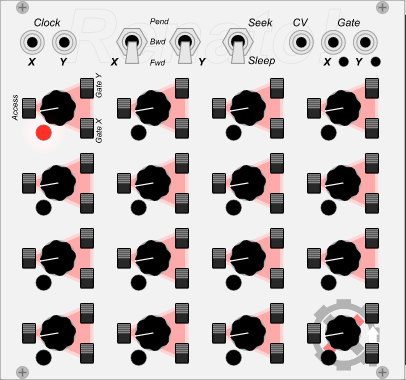 Clock
Pend
Seek
CV
Gate
Bwd
X
Y
X
Fwd
Y
Sleep
X
Y
Access
Gate Y
Gate X